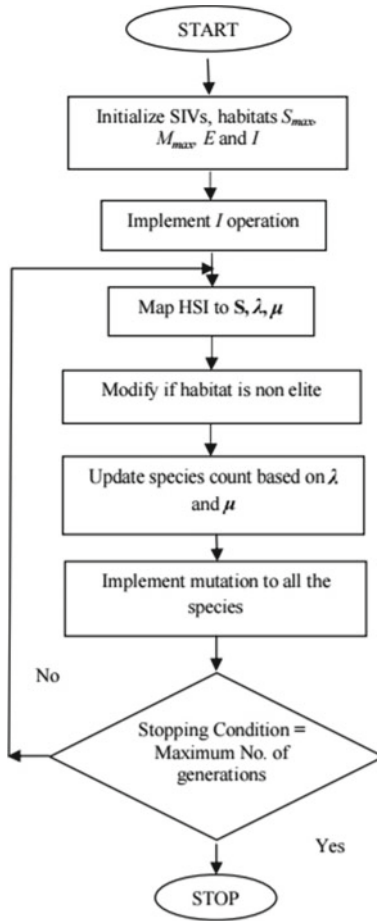 START
Initialize SIVs, habitats Smax,
Mmax, E and I
Implement I operation
Map HSI to S, λ, μ
Modify if habitat is non elite
Update species count based on λ
and μ
Implement mutation to all the
species
No
Stopping Condition =
Maximum No. of
generations
Yes
STOP